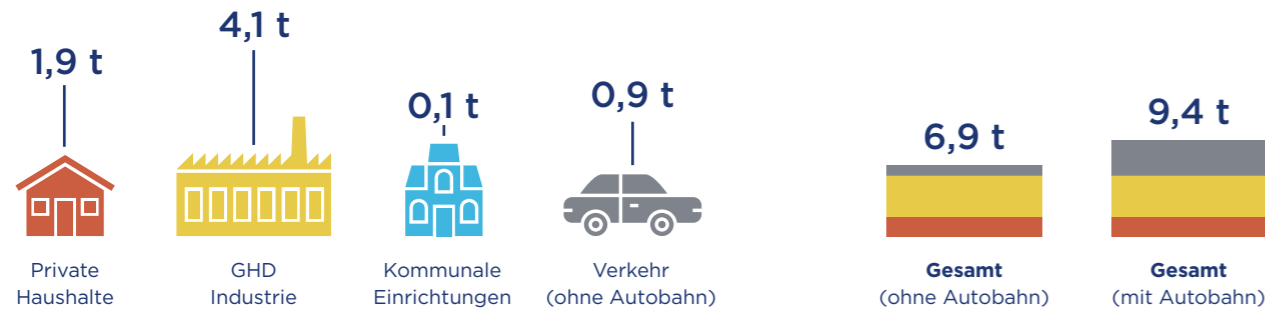 1,9 t
4,1 t
0,1 t
0,9 t
6,9 t
9,4 t
Private
Haushalte
GHD
Industrie
Kommunale
Einrichtungen
Verkehr
(ohne Autobahn)
Gesamt
(ohne Autobahn)
Gesamt
(mit Autobahn)